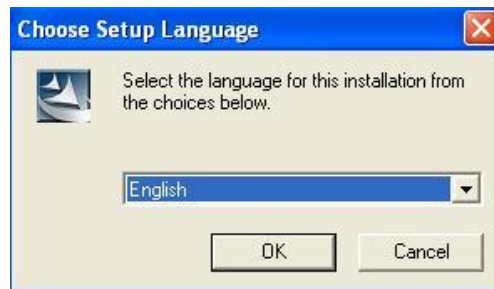 Choose Setup Language
Select the language for this installation from
the choices below.
English
OK
Cancel